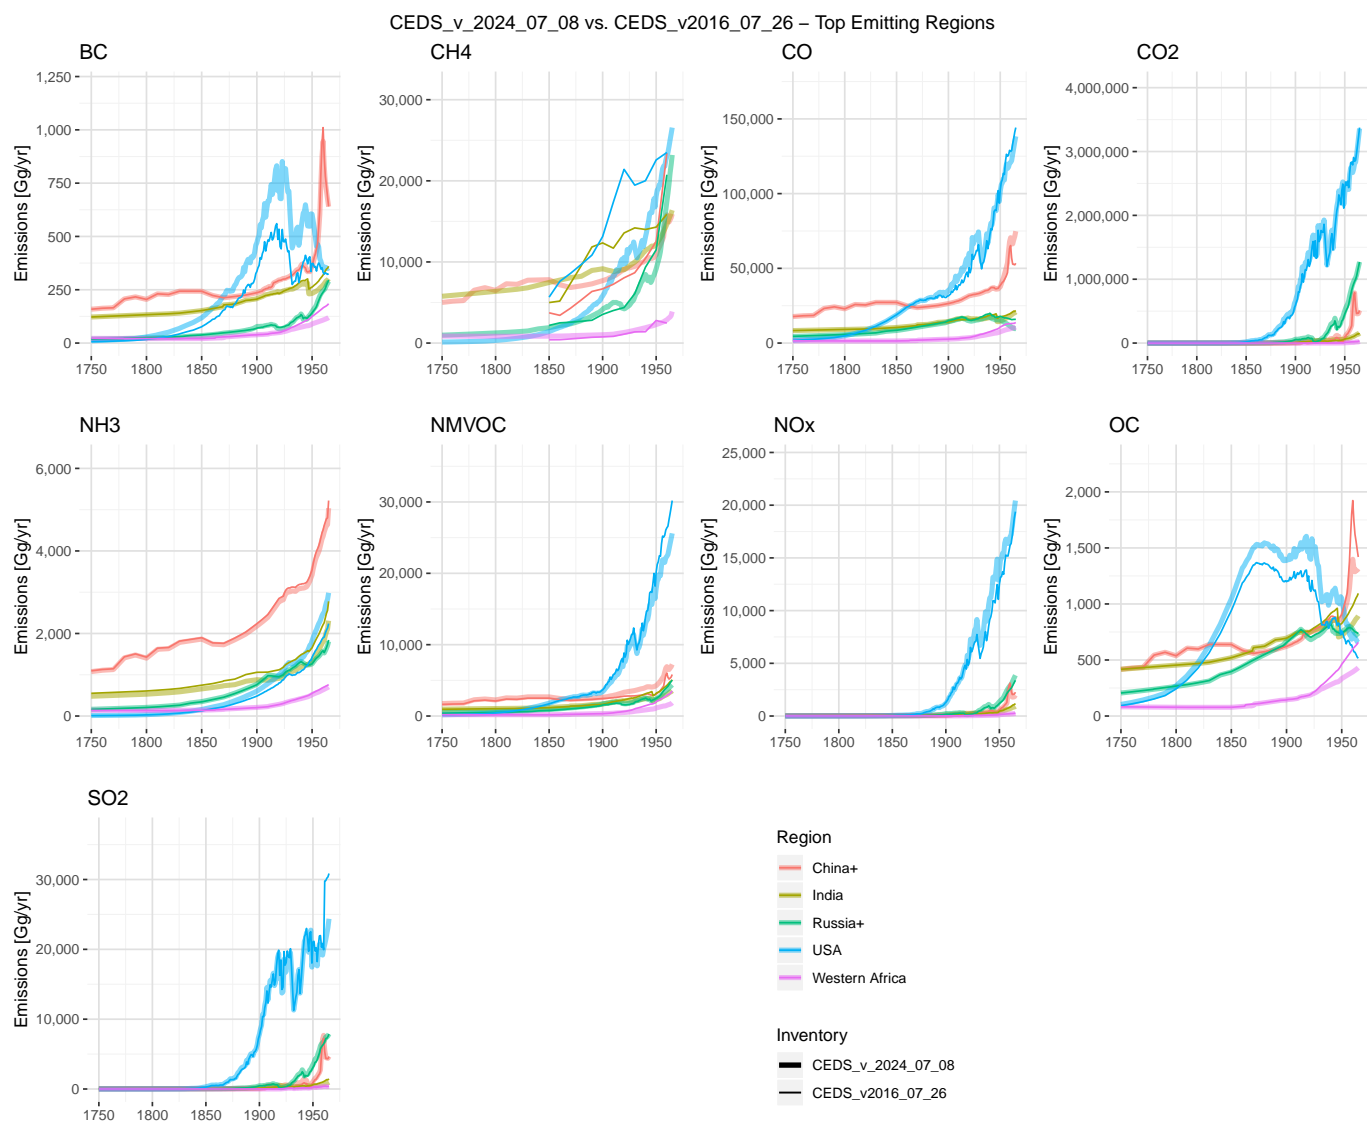 CEDS_v_2024_07_08 vs. CEDS_v2016_07_26 – Top Emitting Regions
BC
CH4
CO
CO2
Emissions [Gg/yr]
1,250
1,000
750
500
250
0
1750 1800 1850 1900 1950
Emissions [Gg/yr]
30,000
20,000
10,000
0
1750 1800 1850 1900 1950
Emissions [Gg/yr]
150,000
100,000
50,000
0
1750 1800 1850 1900 1950
Emissions [Gg/yr]
4,000,000
3,000,000
2,000,000
1,000,000
0
1750 1800 1850 1900 1950
NH3
NMVOC
NOx
OC
Emissions [Gg/yr]
6,000
4,000
2,000
0
1750 1800 1850 1900 1950
Emissions [Gg/yr]
30,000
20,000
10,000
0
1750 1800 1850 1900 1950
Emissions [Gg/yr]
25,000
20,000
15,000
10,000
5,000
0
1750 1800 1850 1900 1950
Emissions [Gg/yr]
2,000
1,500
1,000
500
0
1750 1800 1850 1900 1950
SO2
Emissions [Gg/yr]
30,000
20,000
10,000
0
1750 1800 1850 1900 1950
Region
China+
India
Russia+
USA
Western Africa
Inventory
CEDS_v_2024_07_08
CEDS_v2016_07_26